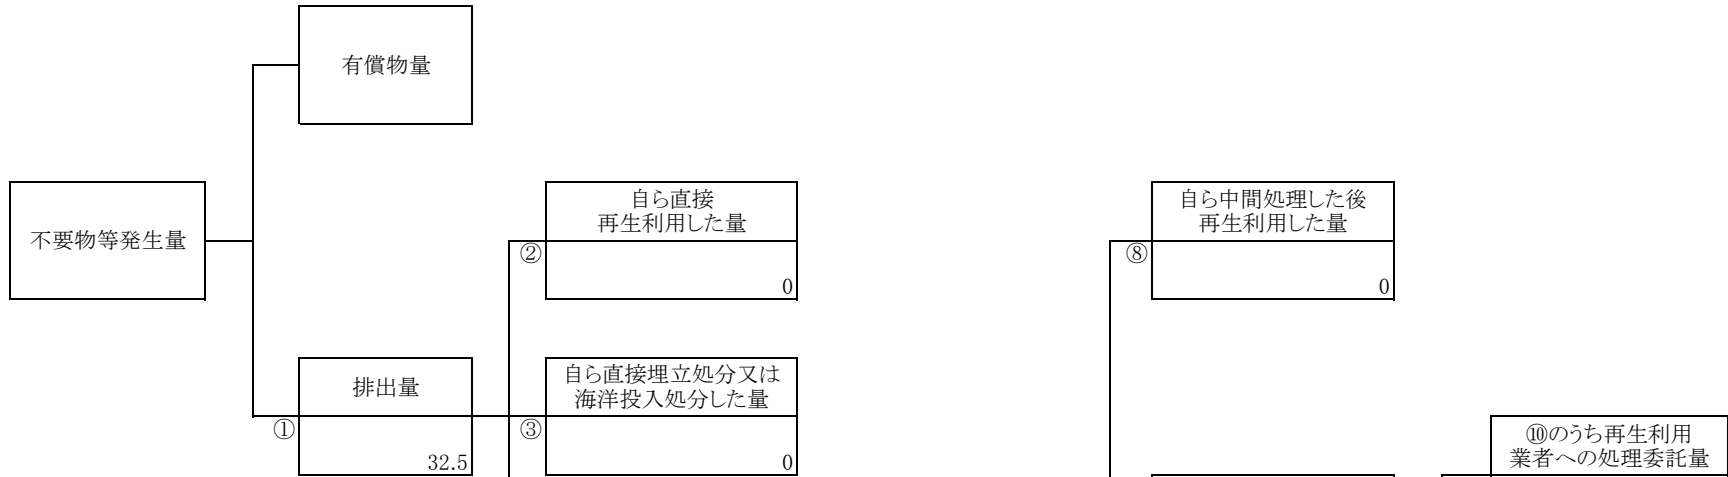 有償物量
不要物等発生量
自ら直接
再生利用した量
②
0
自ら中間処理した後
再生利用した量
⑧
0
排出量
①
32.5
自ら直接埋立処分又は
海洋投入処分した量
③
0
⑩のうち再生利用
業者への処理委託量